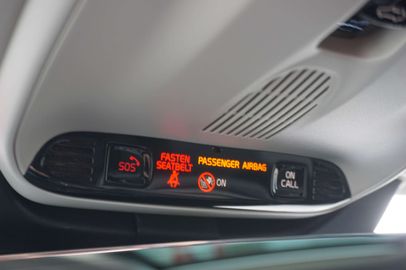 SOS
FASTEN
SEATBELT
PASSENGER AIRBAG
ON
ON
CALL